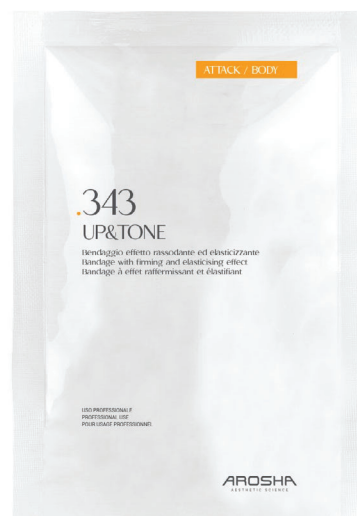 ATTACK / BODY
.343
UP&TONE
Bendaggio effetto rassodante ed elasticizzante
Bandage with firming and elasticising effect
Bandage à effet raffermissant et élastifiant
USO PROFESSIONALE
PROFESSIONAL USE
POUR USAGE PROFESSIONNEL
AROSHA
AESTHETIC SCIENCE